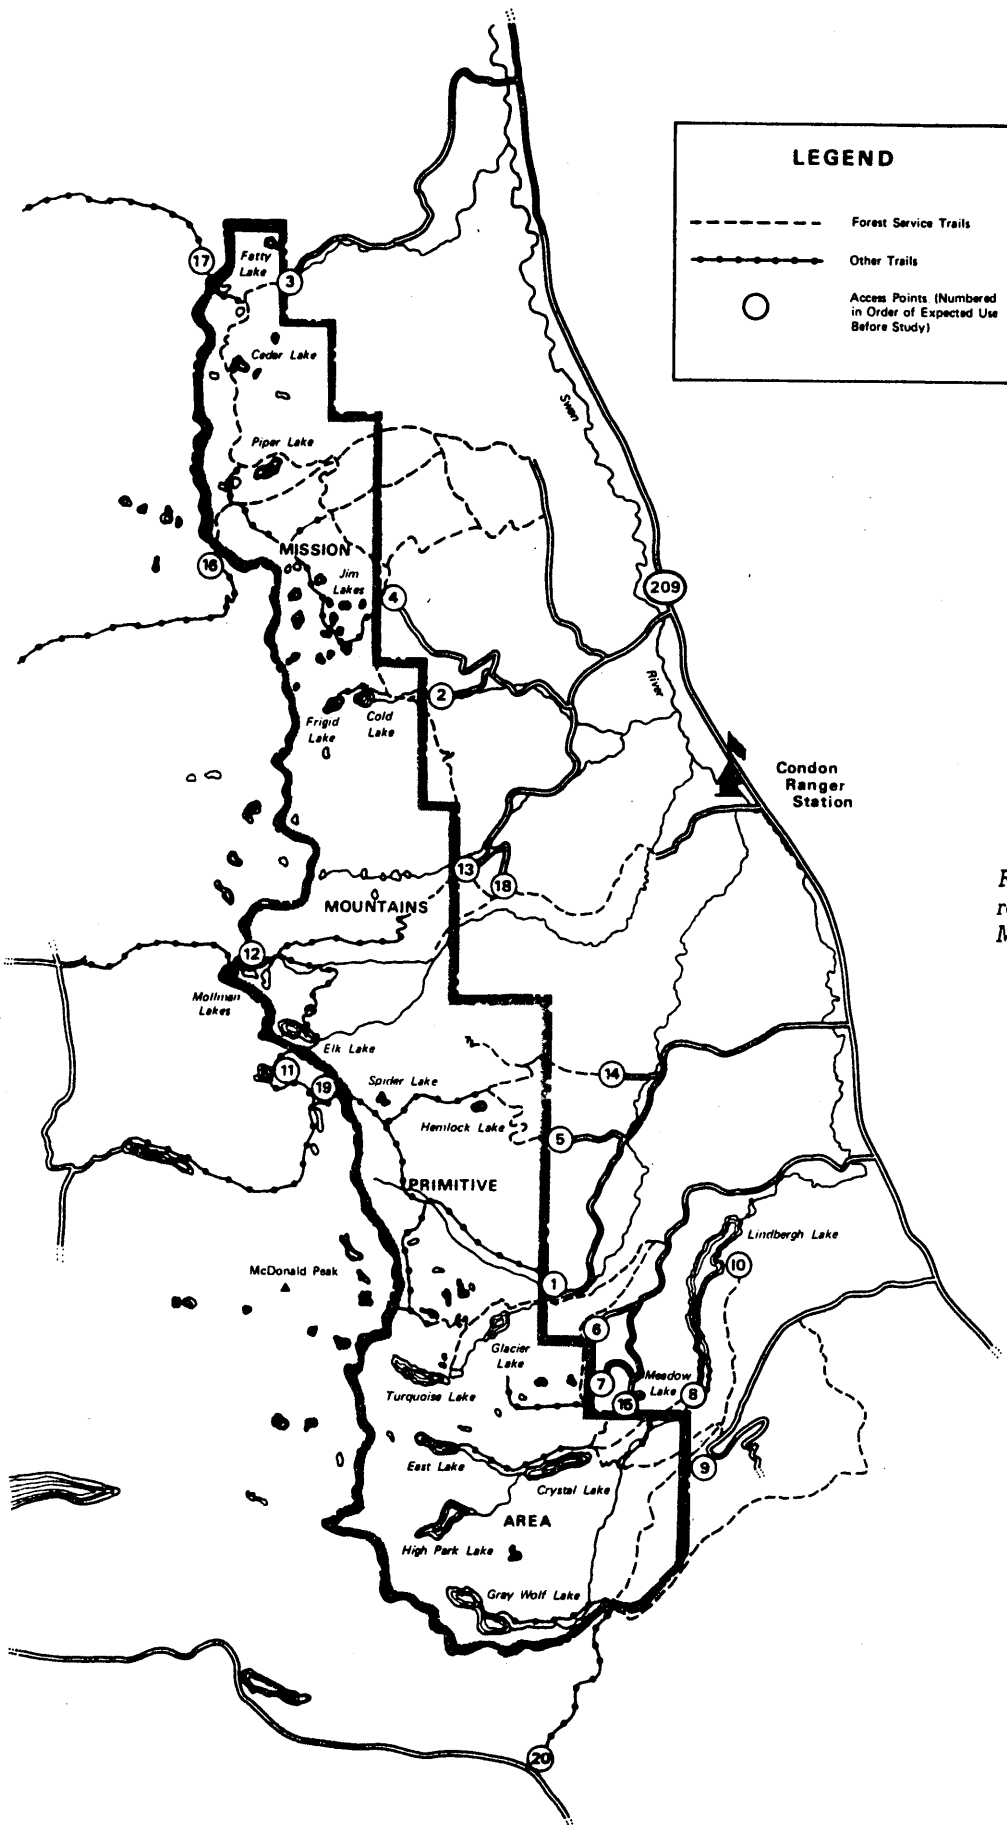 LEGEND
Forest Service Trails
Other Trails
Access Points (Numbered
in Order of Expected Use
Before Study)
17
Fatty
Lake
3
Cedar Lake
Swan
Piper Lake
MISSION
16
Jim
Lakes
4
209
River
2
Frigid
Lake
Cold
Lake
Condon
Ranger
Station
13
18
MOUNTAINS
12
Mollman
Lakes
Elk Lake
11
19
Spider Lake
14
Hemlock Lake
5
PRIMITIVE
Lindbergh Lake
10
McDonald Peak
1
6
Glacier
Lake
Turquoise Lake
7
Meadow
Lake
8
15
East Lake
9
Crystal Lake
AREA
High Park Lake
Gray Wolf Lake
20